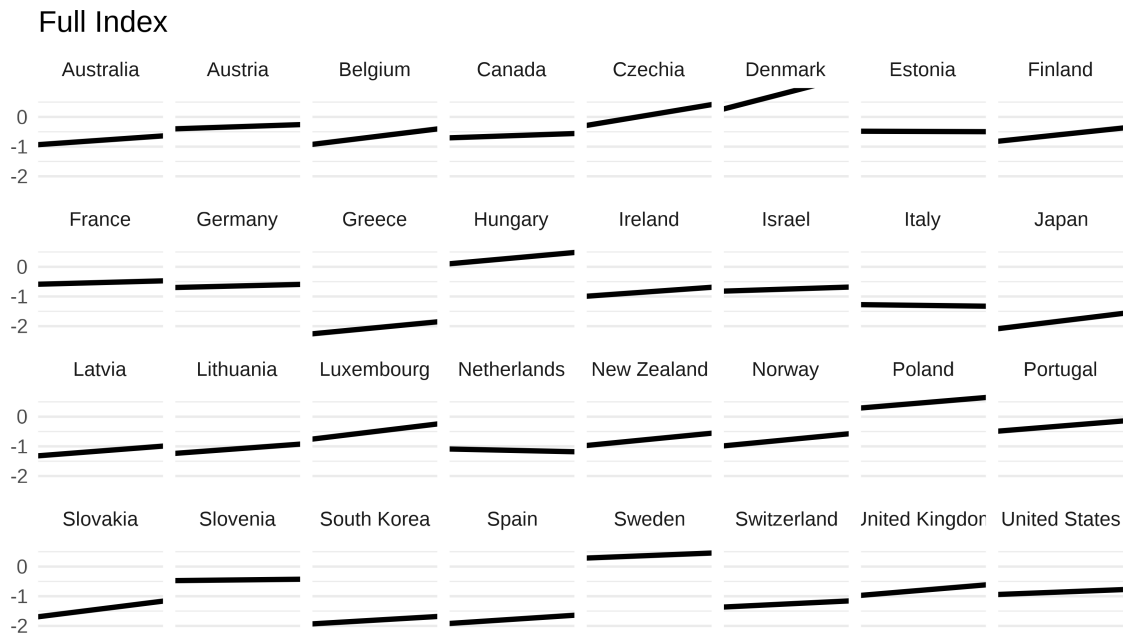 Full Index
Australia Austria Belgium Canada Czechia Denmark Estonia Finland
0
-1
-2
France Germany Greece Hungary Ireland Israel Italy Japan
0
-1
-2
Latvia Lithuania Luxembourg Netherlands New Zealand Norway Poland Portugal
0
-1
-2
Slovakia Slovenia South Korea Spain Sweden Switzerland United Kingdom United States
0
-1
-2